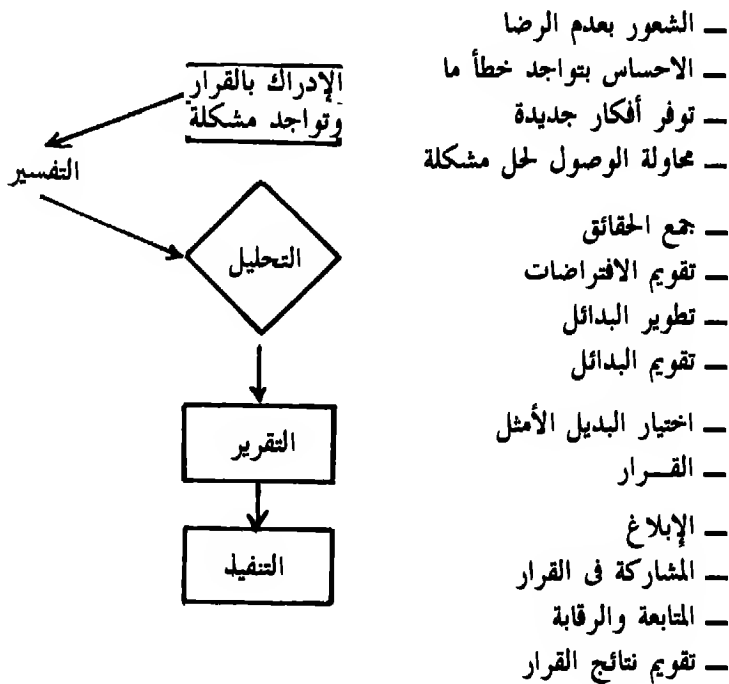 — الشعور بعدم الرضا
— الاحساس بتواجد خطأ ما
— توفر أفكار جديدة
— محاولة الوصول لحل مشكلة
الإدراك بالقرار
وتواجد مشكلة
التفسير
— جمع الحقائق
— تقويم الافتراضات
— تطوير البدائل
— تقويم البدائل
التحليل
— اختيار البديل الأمثل
— القـــرار
التقرير
— الإبلاغ
— المشاركة فى القرار
— المتابعة والرقابة
— تقويم نتائج القرار
التنفيذ